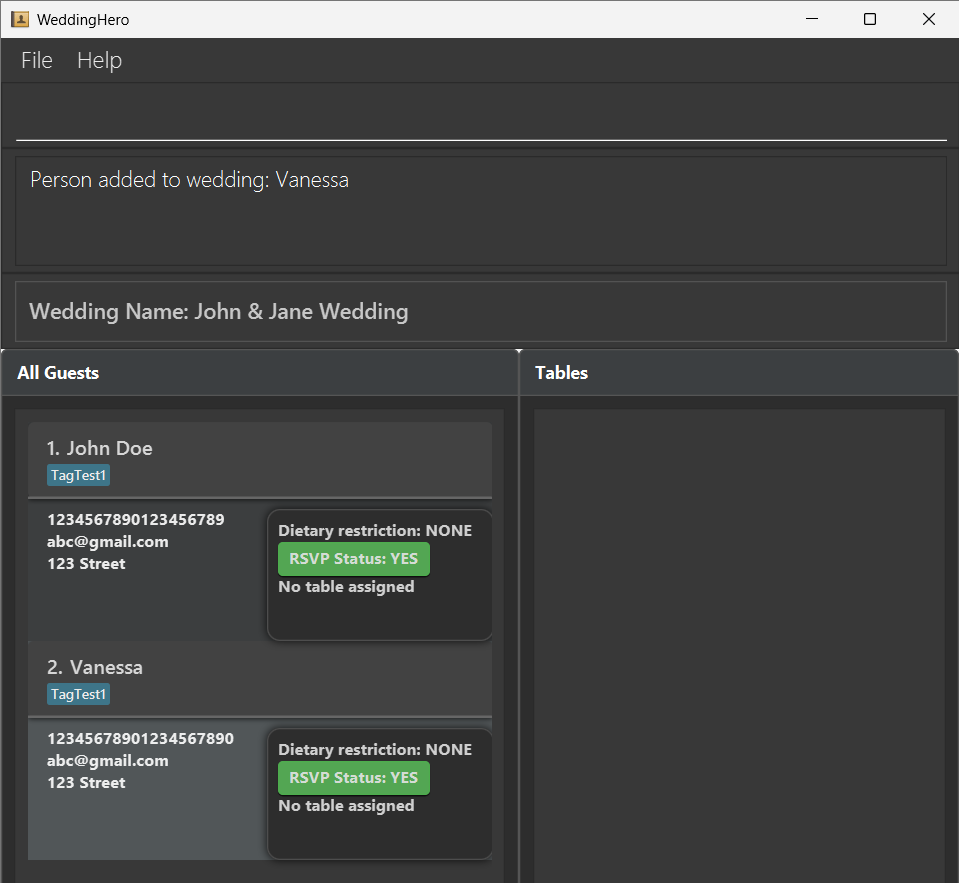 WeddingHero
File Help
Person added to wedding: Vanessa
Wedding Name: John & Jane Wedding
All Guests
Tables
1. John Doe
TagTest1
1234567890123456789
abc@gmail.com
123 Street
Dietary restriction: NONE
RSVP Status: YES
No table assigned
2. Vanessa
TagTest1
12345678901234567890
abc@gmail.com
123 Street
Dietary restriction: NONE
RSVP Status: YES
No table assigned